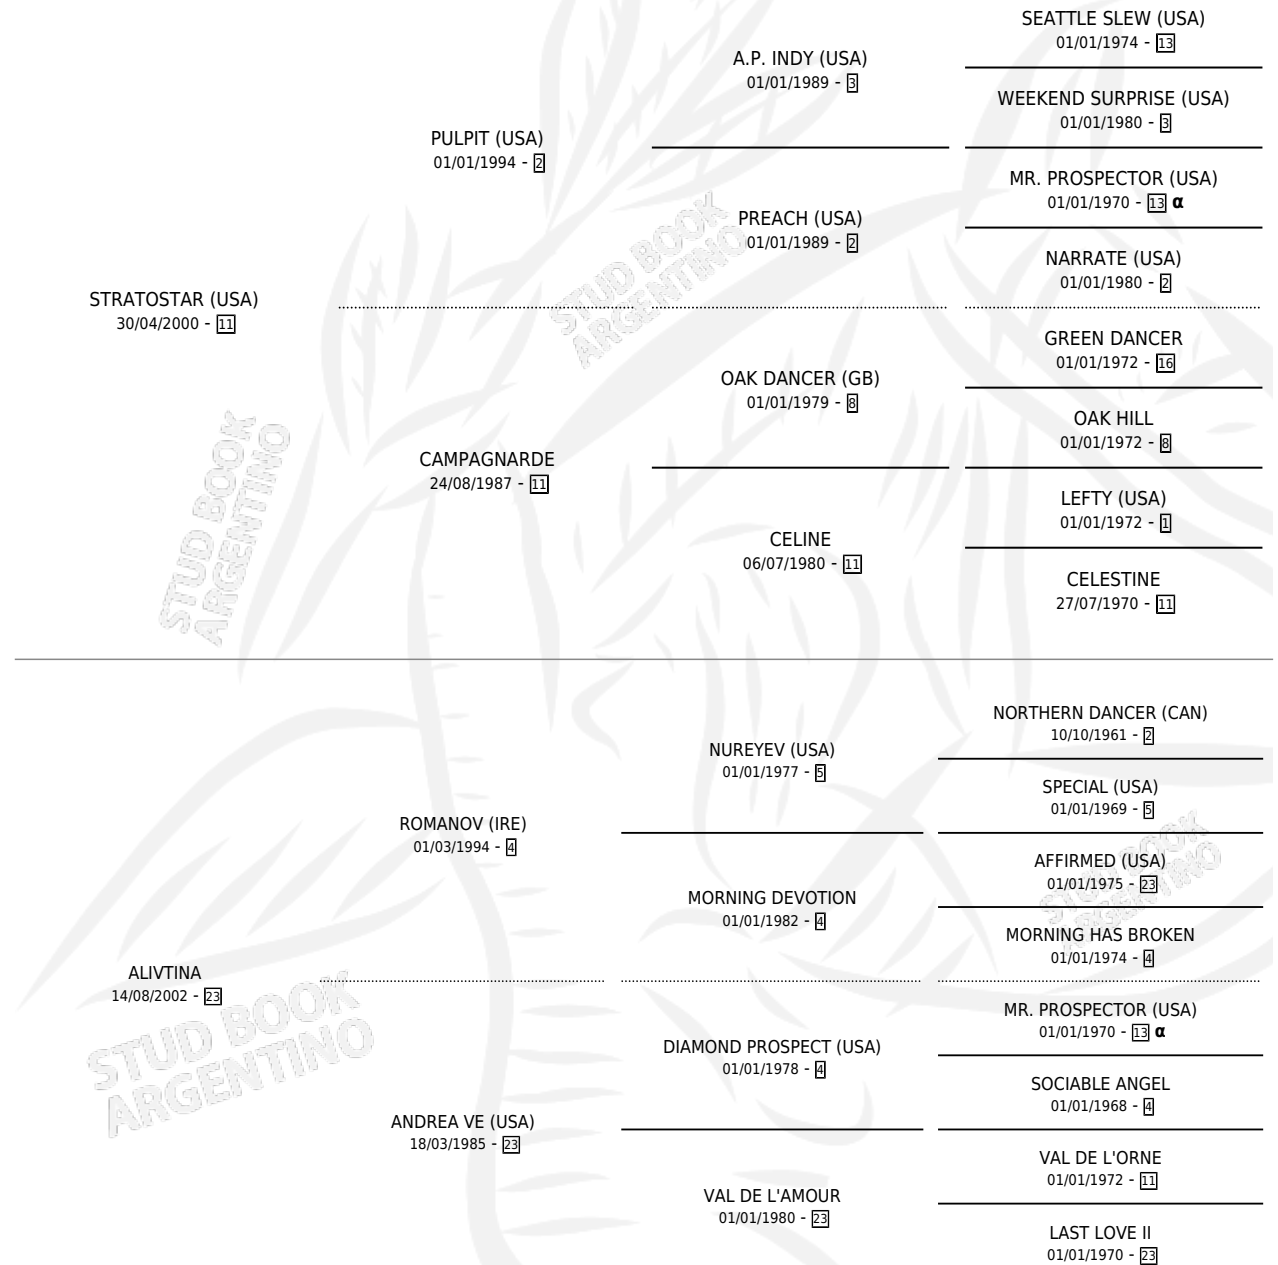 SEATTLE SLEW (USA)
01/01/1974 - 13
A.P. INDY (USA)
01/01/1989 - 3
WEEKEND SURPRISE (USA)
01/01/1980 - 3
PULPIT (USA)
01/01/1994 - 2
MR. PROSPECTOR (USA)
01/01/1970 - 13 α
PREACH (USA)
01/01/1989 - 2
NARRATE (USA)
01/01/1980 - 2
STRATOSTAR (USA)
30/04/2000 - 11
GREEN DANCER
01/01/1972 - 16
OAK DANCER (GB)
01/01/1979 - 8
OAK HILL
01/01/1972 - 8
CAMPAGNARDE
24/08/1987 - 11
LEFTY (USA)
01/01/1972 - 1
CELINE
06/07/1980 - 11
CELESTINE
27/07/1970 - 11
NORTHERN DANCER (CAN)
10/10/1961 - 2
NUREYEV (USA)
01/01/1977 - 5
SPECIAL (USA)
01/01/1969 - 5
ROMANOV (IRE)
01/03/1994 - 4
AFFIRMED (USA)
01/01/1975 - 23
MORNING DEVOTION
01/01/1982 - 4
MORNING HAS BROKEN
01/01/1974 - 4
ALIVTINA
14/08/2002 - 23
MR. PROSPECTOR (USA)
01/01/1970 - 13 α
DIAMOND PROSPECT (USA)
01/01/1978 - 4
SOCIABLE ANGEL
01/01/1968 - 4
ANDREA VE (USA)
18/03/1985 - 23
VAL DE L'ORNE
01/01/1972 - 11
VAL DE L'AMOUR
01/01/1980 - 23
LAST LOVE II
01/01/1970 - 23
STUD BOOK
ARGENTINO
STUD BOOK
ARGENTINO
STUD BOOK
ARGENTINO
STUD BOOK
ARGENTINO